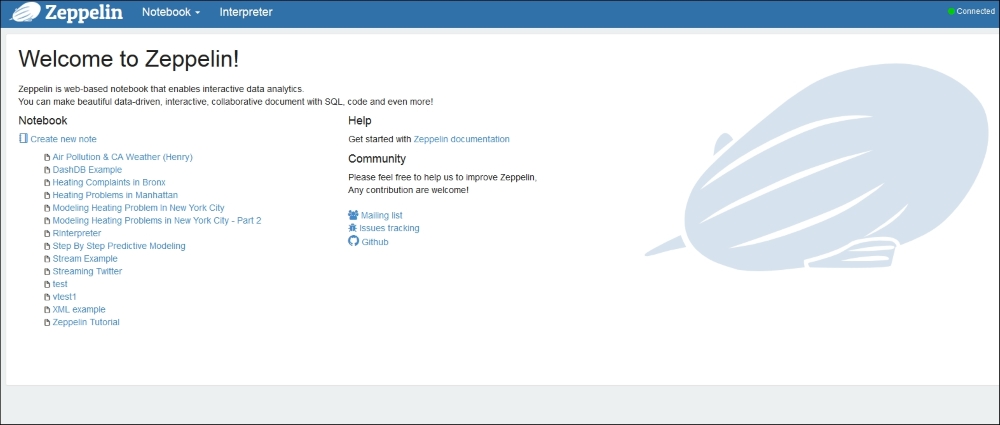 Zeppelin
Notebook
Interpreter
Connected
Welcome to Zeppelin!
Zeppelin is web-based notebook that enables interactive data analytics.
You can make beautiful data-driven, interactive, collaborative document with SQL, code and even more!
Notebook
Create new note
Air Pollution & CA Weather (Henry)
DashDB Example
Heating Complaints in Bronx
Heating Problems in Manhattan
Modeling Heating Problem in New York City
Modeling Heating Problems in New York City - Part 2
RInterpreter
Step By Step Predictive Modeling
Stream Example
Streaming Twitter
test
vtest1
XML example
Zeppelin Tutorial
Help
Get started with Zeppelin documentation
Community
Please feel free to help us to improve Zeppelin,
Any contribution are welcome!
Mailing list
Issues tracking
Github